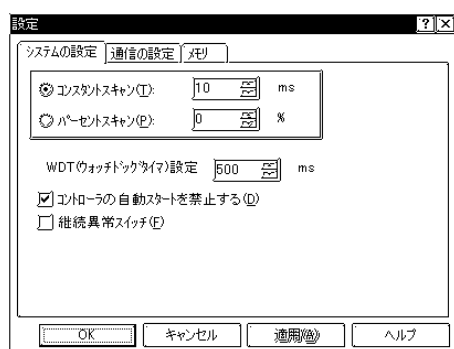 設定
システムの設定 通信の設定 メモリ
コンスタントスキャン(T): 10 ms
パーセントスキャン(P): 0 %
WDT(ウォッチドッグタイマ)設定 500 ms
コントローラの自動スタートを禁止する(D)
継続異常スイッチ(F)
OK キャンセル 適用(A) ヘルプ